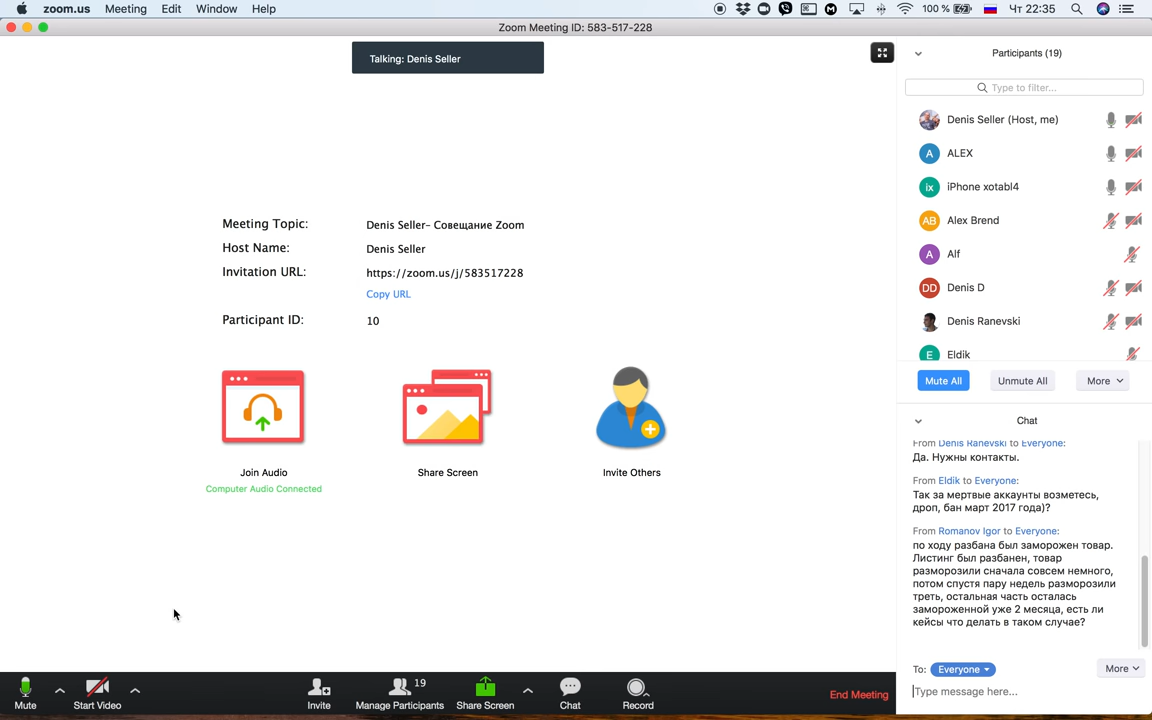 zoom.us Meeting Edit Window Help
100 % Чт 22:35
Zoom Meeting ID: 583-517-228
Talking: Denis Seller
Meeting Topic: Denis Seller- Совещание Zoom
Host Name: Denis Seller
Invitation URL: https://zoom.us/j/583517228
Copy URL
Participant ID: 10
Join Audio
Computer Audio Connected
Share Screen
Invite Others
Participants (19)
Type to filter...
Denis Seller (Host, me)
A ALEX
ix iPhone xotabl4
AB Alex Brend
A Alf
DD Denis D
Denis Ranevski
E Eldik
Mute All Unmute All More
Chat
From Denis Ranevski to Everyone:
Да. Нужны контакты.
From Eldik to Everyone:
Так за мертвые аккаунты возметесь,
дроп, бан март 2017 года)?
From Romanov Igor to Everyone:
по ходу разбана был заморожен товар.
Листинг был разбанен, товар
разморозили сначала совсем немного,
потом спустя пару недель разморозили
треть, остальная часть осталась
замороженной уже 2 месяца, есть ли
кейсы что делать в таком случае?
To: Everyone More
Type message here...
Mute Start Video Invite Manage Participants 19 Share Screen Chat Record End Meeting